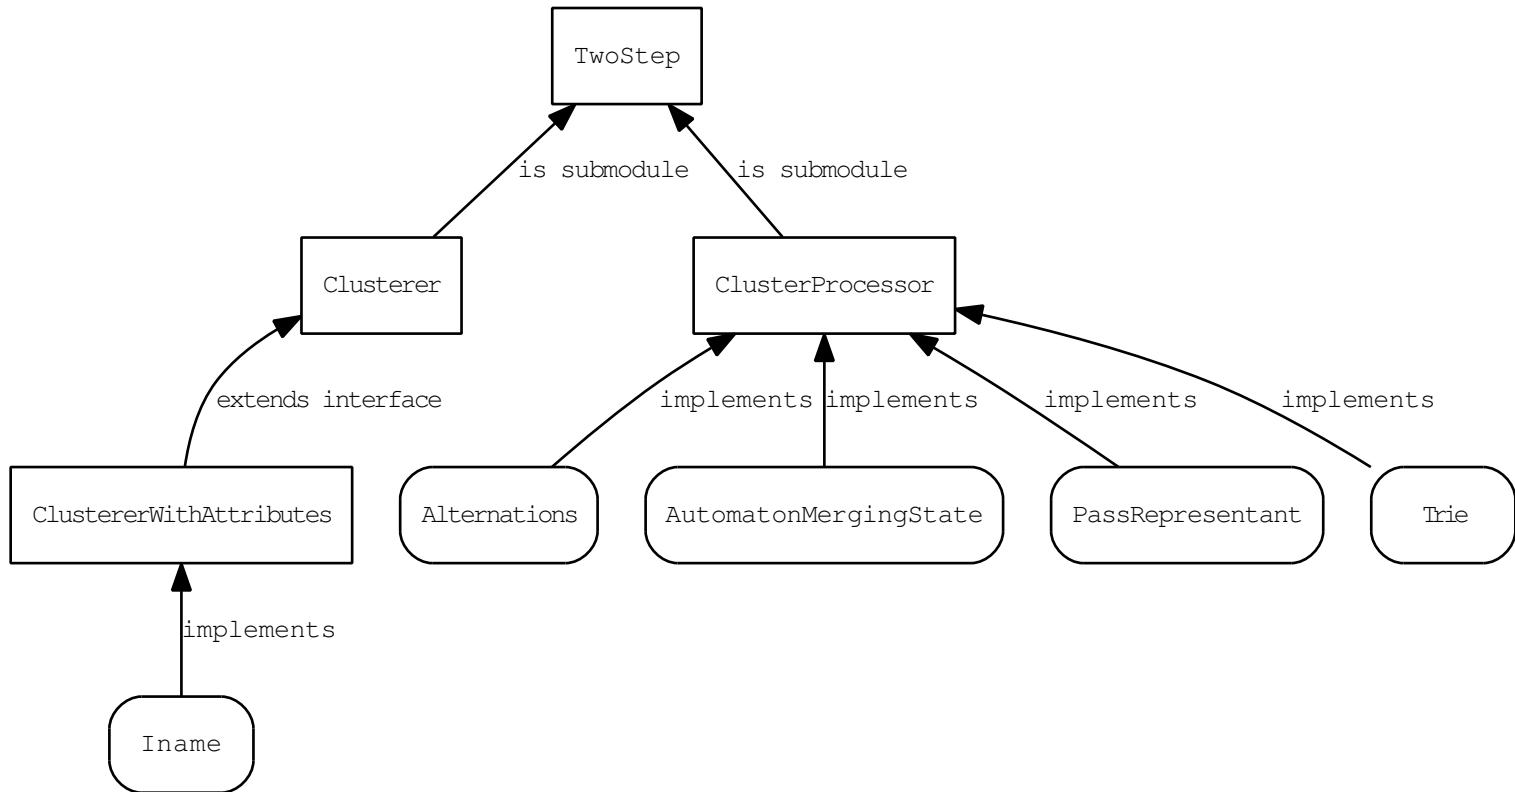 TwoStep
is submodule
is submodule
Clusterer
ClusterProcessor
extends interface
implements
implements
implements
implements
ClustererWithAttributes
Alternations
AutomatonMergingState
PassRepresentant
Trie
implements
Iname